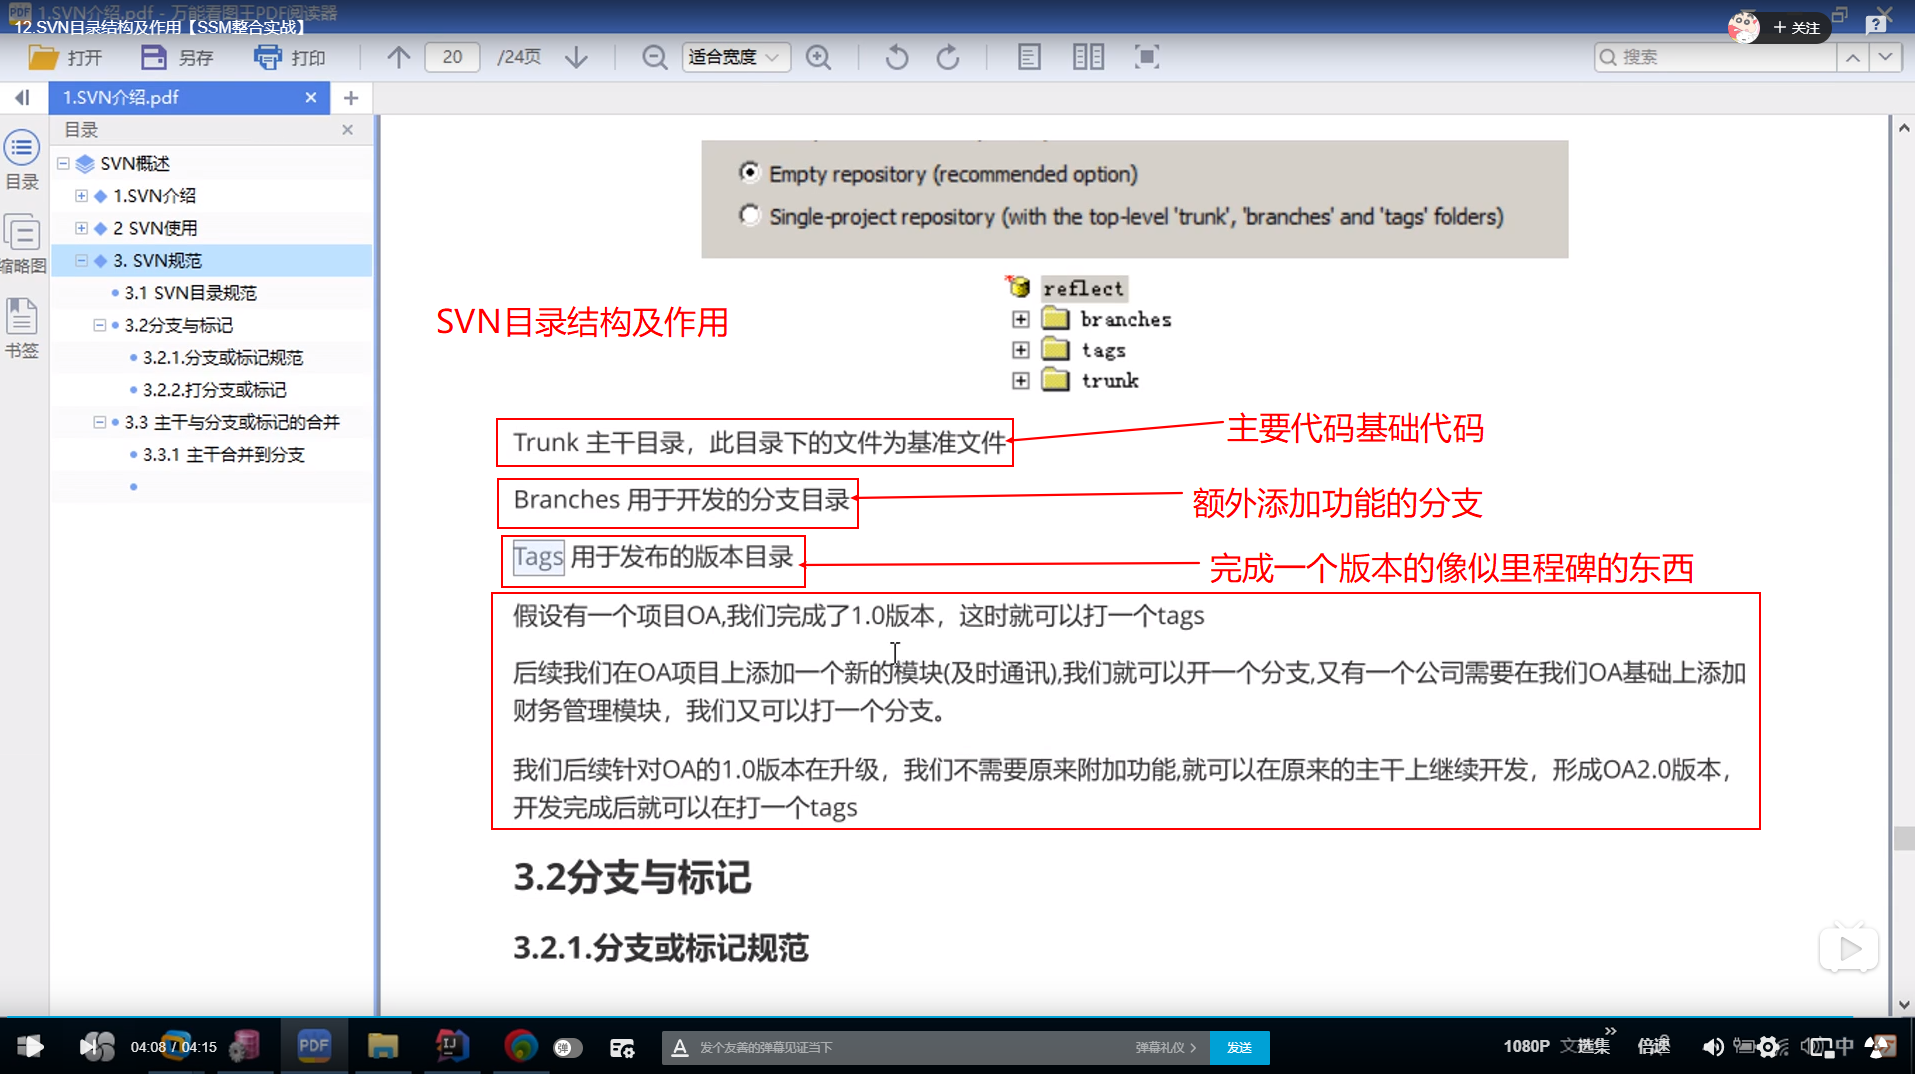 1.SVN介绍.pdf - 万能看图王PDF阅读器
12.SVN目录结构及作用【SSM整合实战】
+ 关注
打开
另存
打印
20
/24页
适合宽度
搜索
1.SVN介绍.pdf
目录
目录
缩略图
书签
SVN概述
1.SVN介绍
2 SVN使用
3. SVN规范
3.1 SVN目录规范
3.2分支与标记
3.2.1.分支或标记规范
3.2.2.打分支或标记
3.3 主干与分支或标记的合并
3.3.1 主干合并到分支
Empty repository (recommended option)
Single-project repository (with the top-level 'trunk', 'branches' and 'tags' folders)
reflect
branches
tags
trunk
SVN目录结构及作用
Trunk 主干目录，此目录下的文件为基准文件
主要代码基础代码
Branches 用于开发的分支目录
额外添加功能的分支
Tags 用于发布的版本目录
完成一个版本的像似里程碑的东西
假设有一个项目OA,我们完成了1.0版本，这时就可以打一个tags
后续我们在OA项目上添加一个新的模块(及时通讯),我们就可以开一个分支,又有一个公司需要在我们OA基础上添加
财务管理模块，我们又可以打一个分支。
我们后续针对OA的1.0版本在升级，我们不需要原来附加功能,就可以在原来的主干上继续开发，形成OA2.0版本，
开发完成后就可以在打一个tags
3.2分支与标记
3.2.1.分支或标记规范
04:08 / 04:15
PDF
IJ
弹
A
发个友善的弹幕见证当下
弹幕礼仪 >
发送
1080P
选集
倍速
中